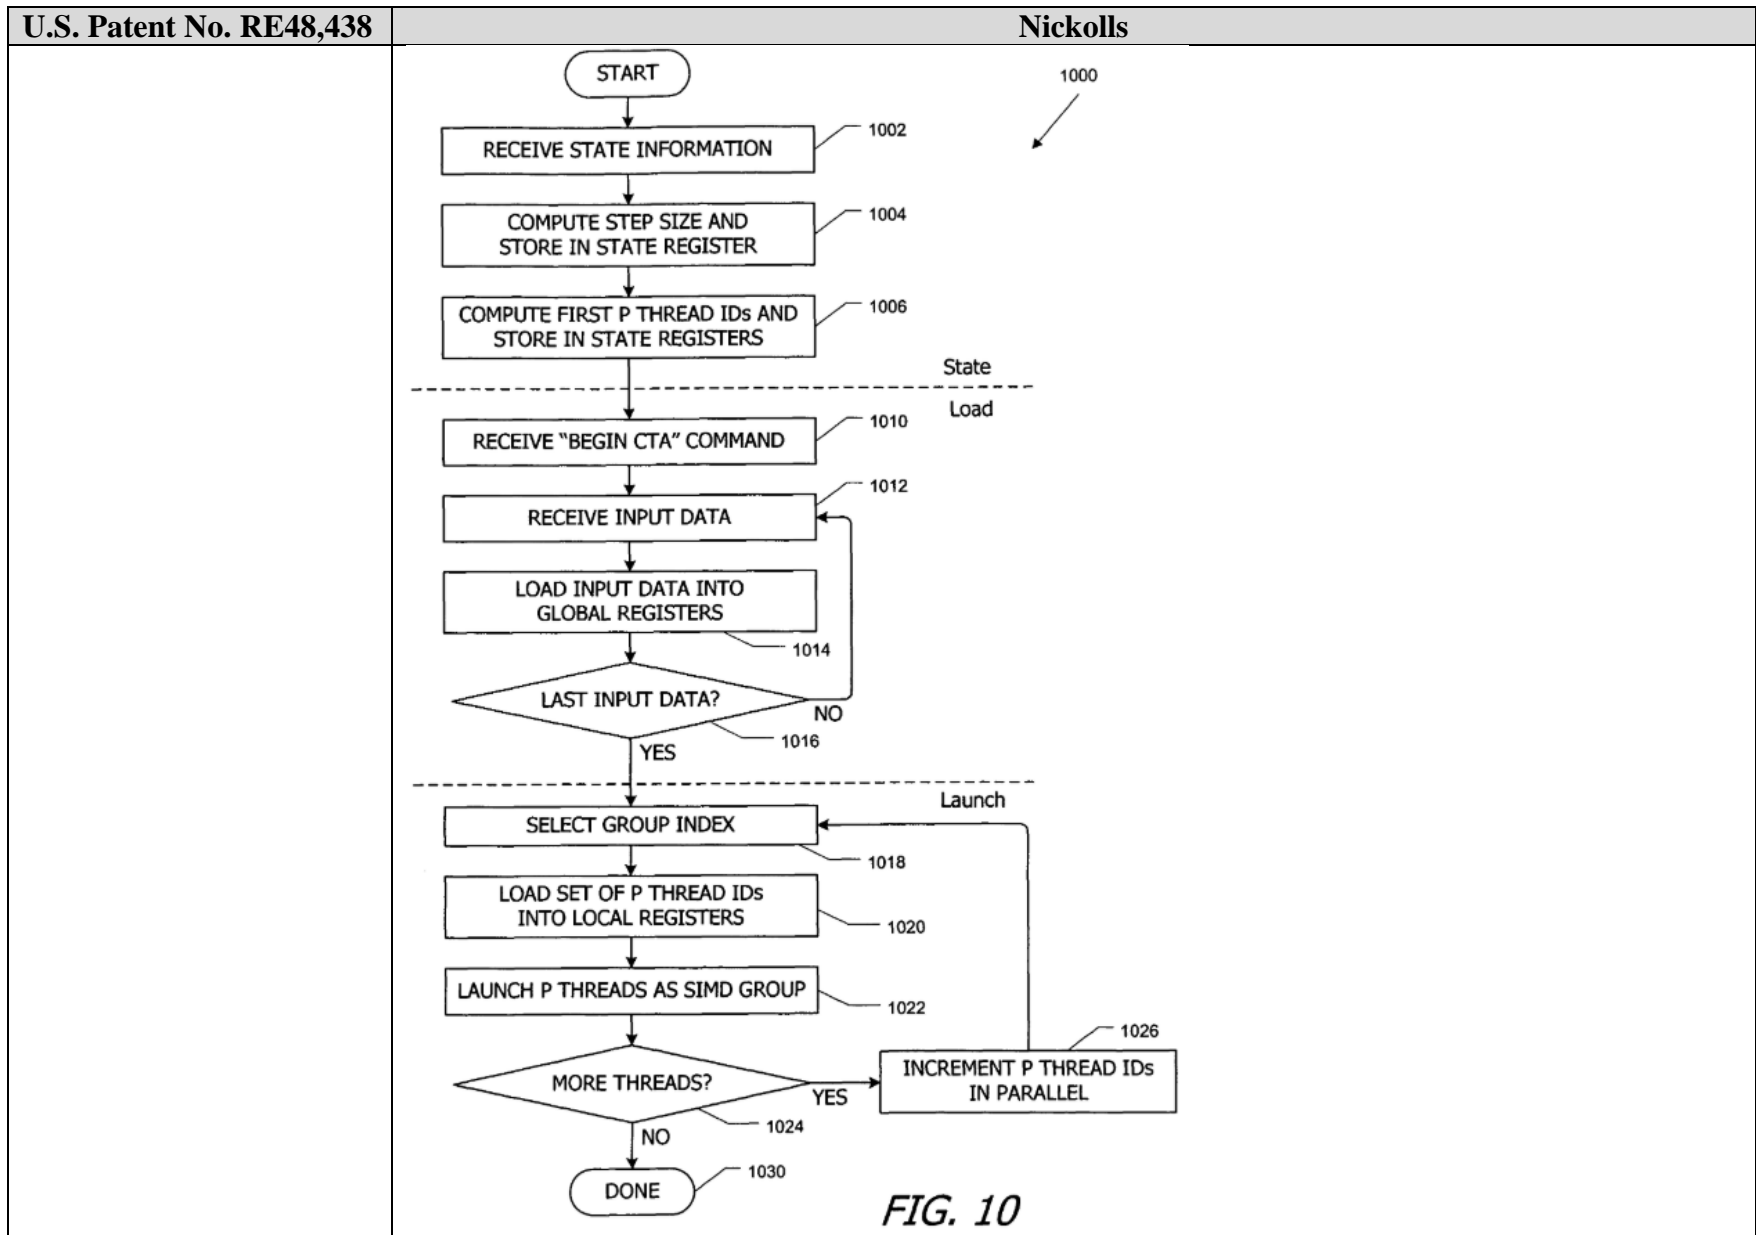 U.S. Patent No. RE48,438
Nickolls
START
1000
1002
RECEIVE STATE INFORMATION
1004
COMPUTE STEP SIZE AND
STORE IN STATE REGISTER
1006
COMPUTE FIRST P THREAD IDs AND
STORE IN STATE REGISTERS
State
Load
1010
RECEIVE “BEGIN CTA” COMMAND
1012
RECEIVE INPUT DATA
LOAD INPUT DATA INTO
GLOBAL REGISTERS
1014
LAST INPUT DATA?
NO
1016
YES
Launch
SELECT GROUP INDEX
1018
LOAD SET OF P THREAD IDs
INTO LOCAL REGISTERS
1020
LAUNCH P THREADS AS SIMD GROUP
1022
1026
INCREMENT P THREAD IDs
IN PARALLEL
MORE THREADS?
YES
1024
NO
1030
DONE
FIG. 10